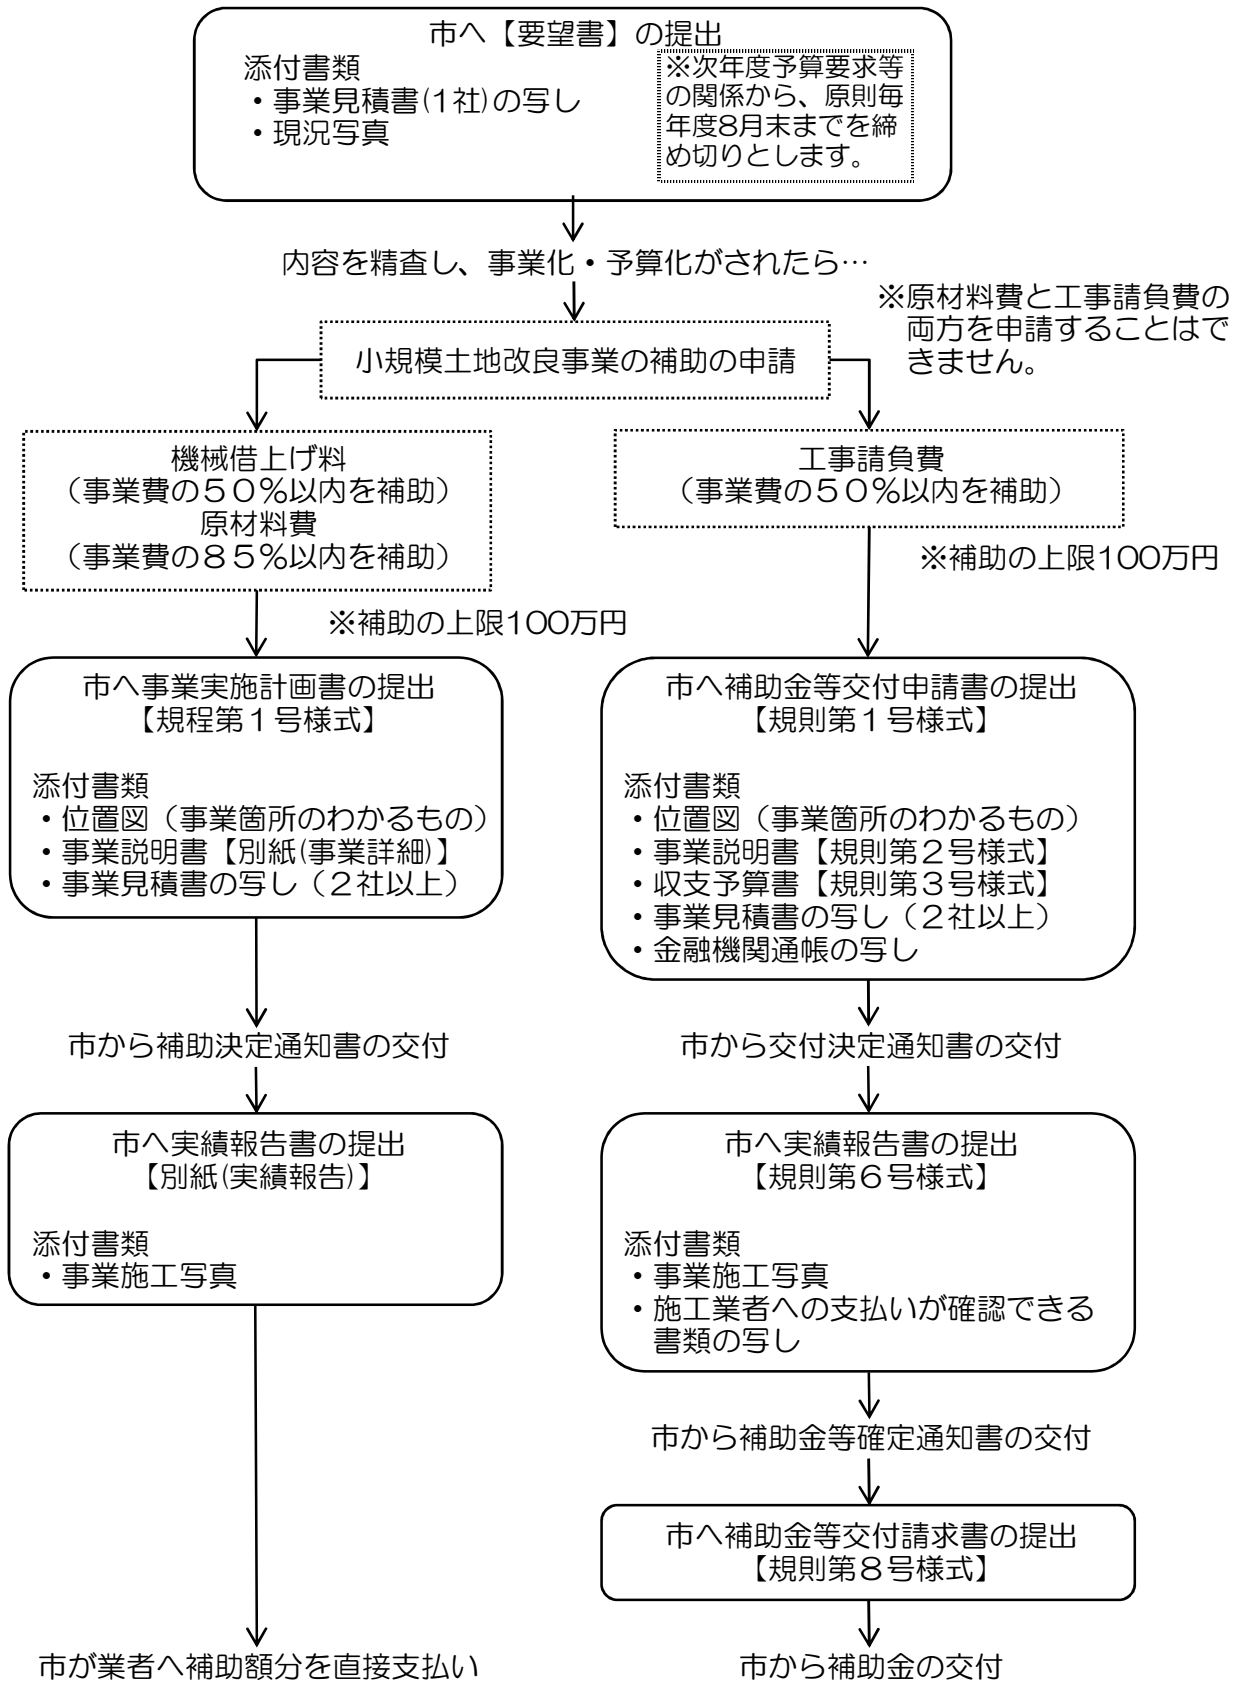 市へ【要望書】の提出
添付書類
・事業見積書(1社)の写し
・現況写真
※次年度予算要求等
の関係から、原則毎
年度8月末までを締
め切りとします。
内容を精査し、事業化・予算化がされたら…
※原材料費と工事請負費の
両方を申請することはで
きません。
小規模土地改良事業の補助の申請
機械借上げ料
（事業費の５０％以内を補助）
原材料費
（事業費の８５％以内を補助）
※補助の上限100万円
工事請負費
（事業費の５０％以内を補助）
※補助の上限100万円
市へ事業実施計画書の提出
【規程第１号様式】
添付書類
・位置図（事業箇所のわかるもの）
・事業説明書【別紙(事業詳細)】
・事業見積書の写し（２社以上）
市から補助決定通知書の交付
市へ実績報告書の提出
【別紙(実績報告)】
添付書類
・事業施工写真
市が業者へ補助額分を直接支払い
市へ補助金等交付申請書の提出
【規則第１号様式】
添付書類
・位置図（事業箇所のわかるもの）
・事業説明書【規則第２号様式】
・収支予算書【規則第３号様式】
・事業見積書の写し（２社以上）
・金融機関通帳の写し
市から交付決定通知書の交付
市へ実績報告書の提出
【規則第６号様式】
添付書類
・事業施工写真
・施工業者への支払いが確認できる
書類の写し
市から補助金等確定通知書の交付
市へ補助金等交付請求書の提出
【規則第８号様式】
市から補助金の交付